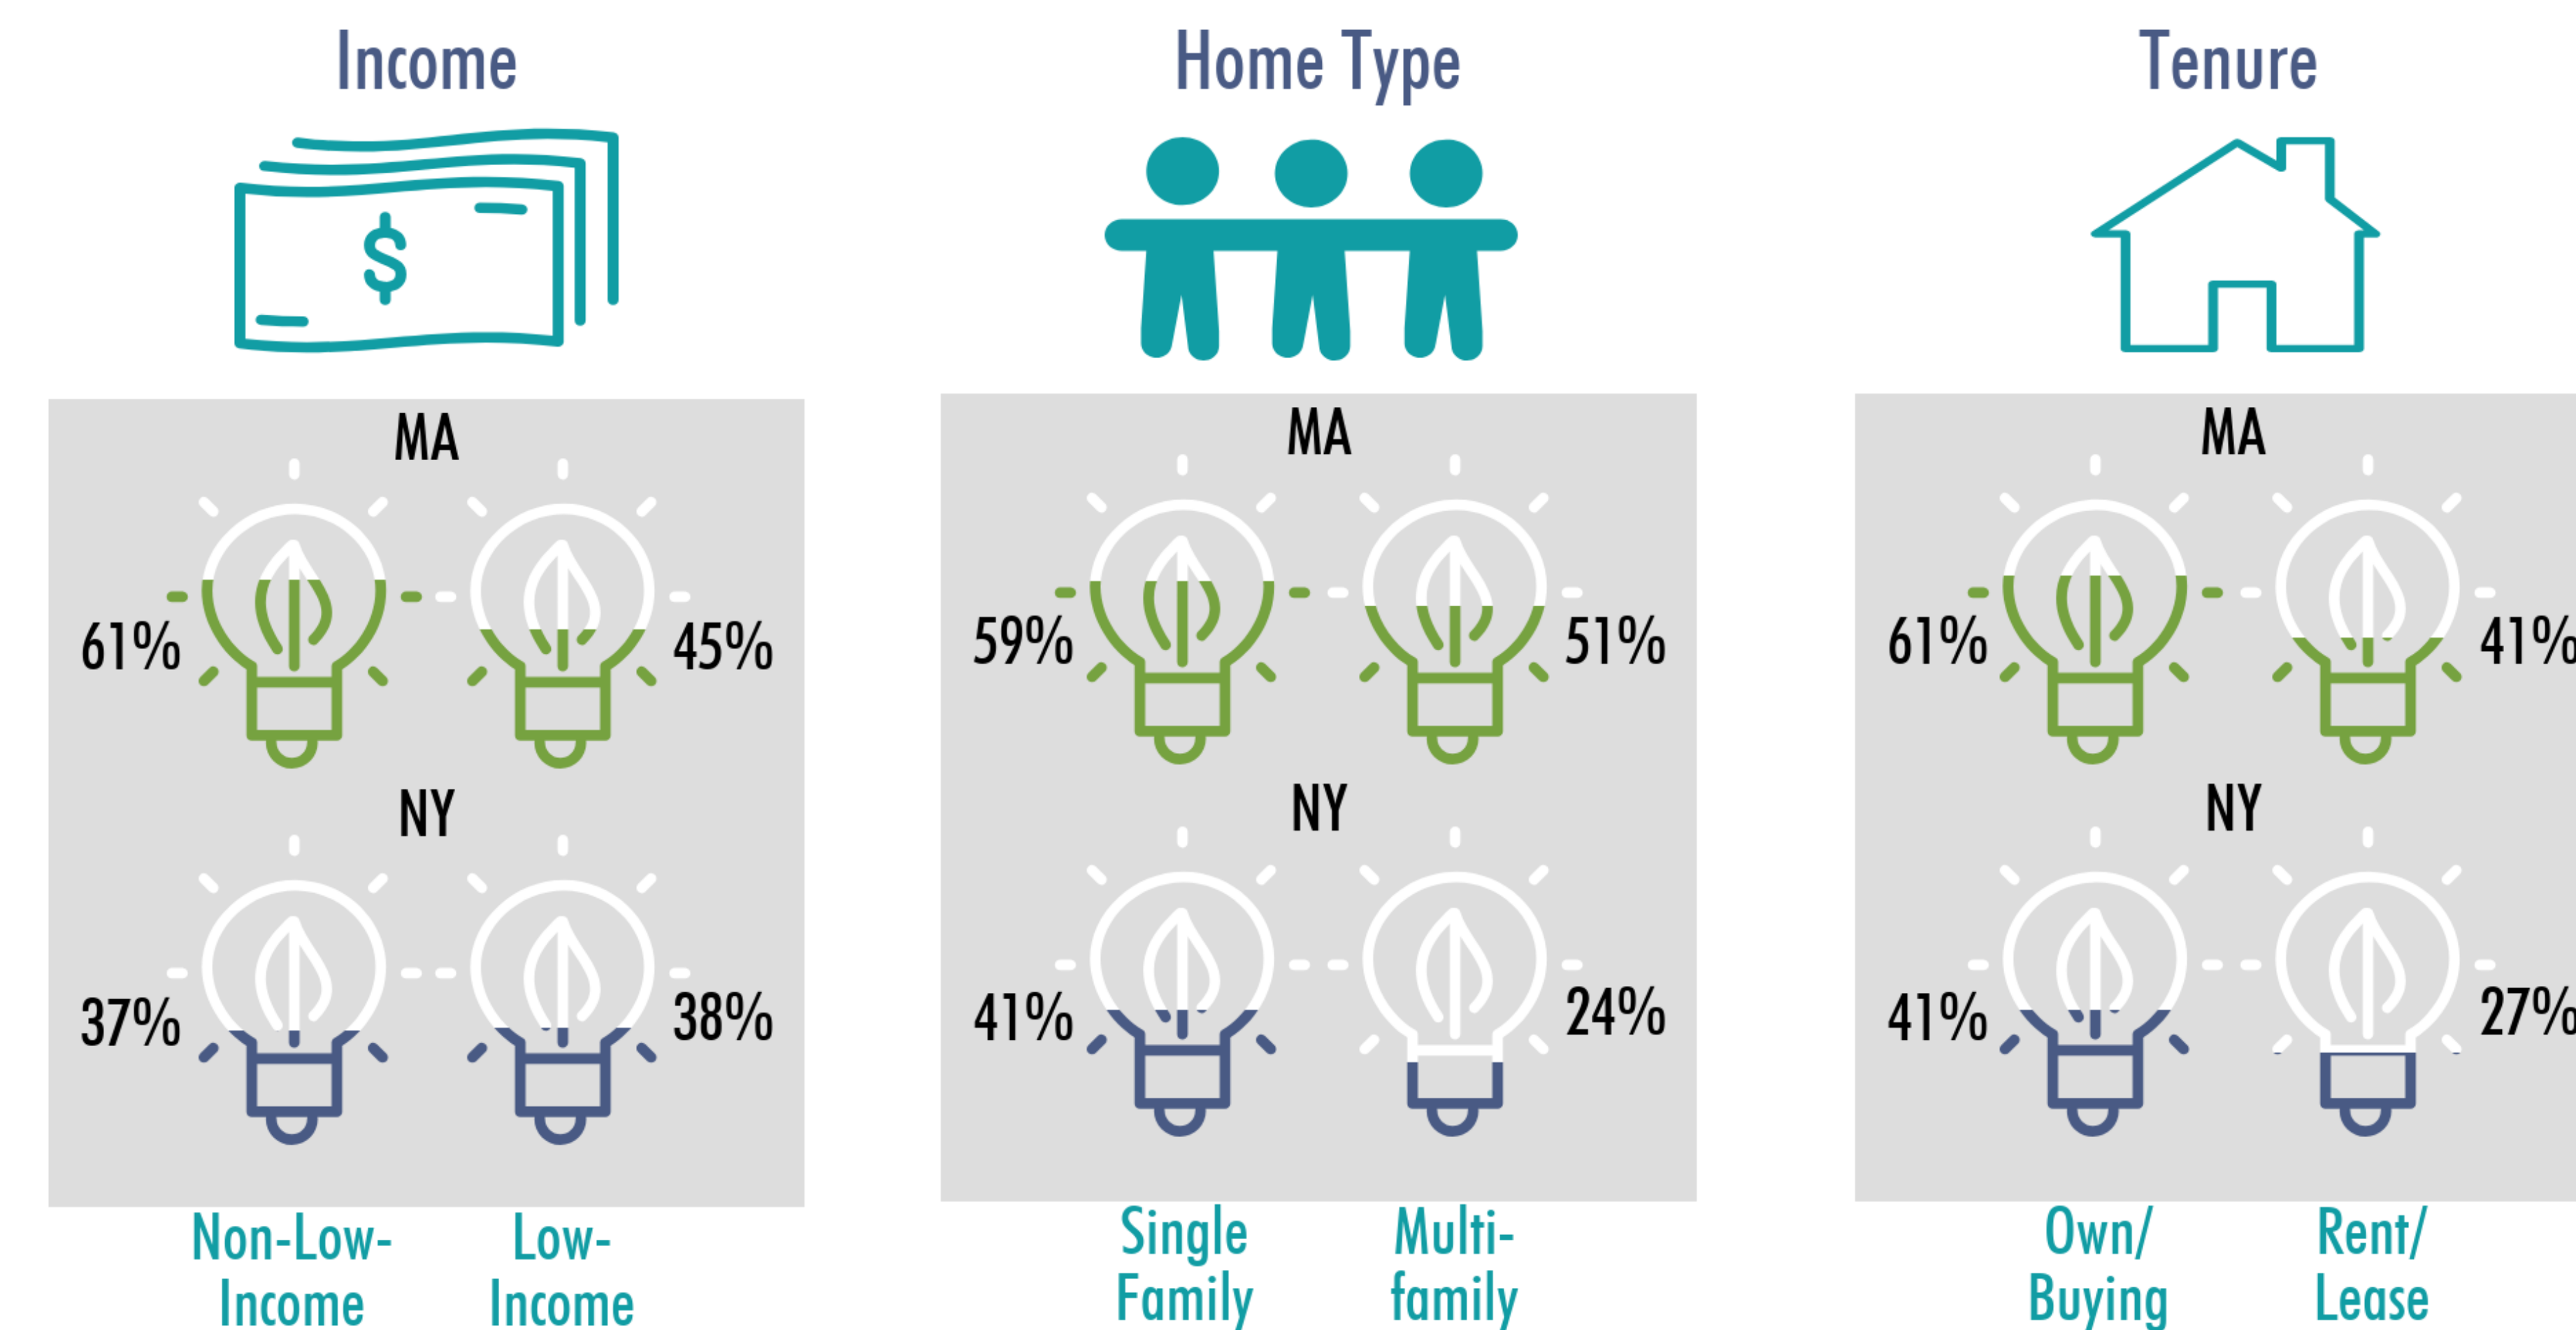 Income
Home Type
Tenure
$
MA
MA
MA
61%
45%
59%
51%
61%
41%
NY
NY
NY
37%
38%
41%
24%
41%
27%
Non-Low-
Income
Low-
Income
Single
Family
Multi-
family
Own/
Buying
Rent/
Lease